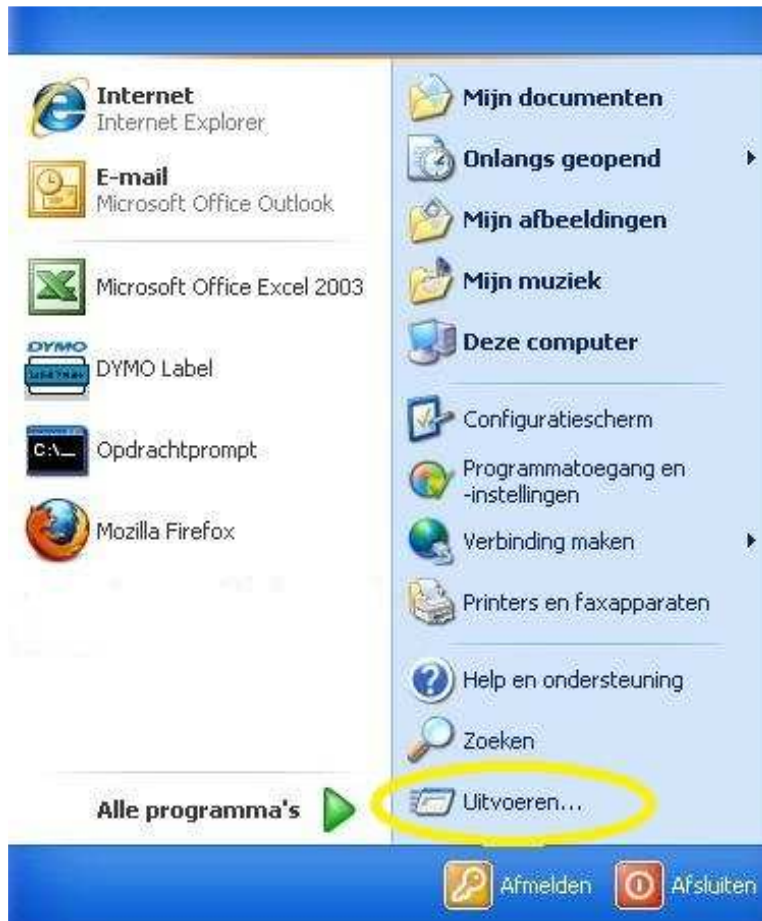 Internet
Internet Explorer
E-mail
Microsoft Office Outlook
Microsoft Office Excel 2003
DYMO
DYMO Label
C:\_
Opdrachtprompt
Mozilla Firefox
Alle programma's
Mijn documenten
Onlangs geopend
Mijn afbeeldingen
Mijn muziek
Deze computer
Configuratiescherm
Programmatoegang en
-instellingen
Verbinding maken
Printers en faxapparaten
Help en ondersteuning
Zoeken
Uitvoeren...
Afmelden
Afsluiten